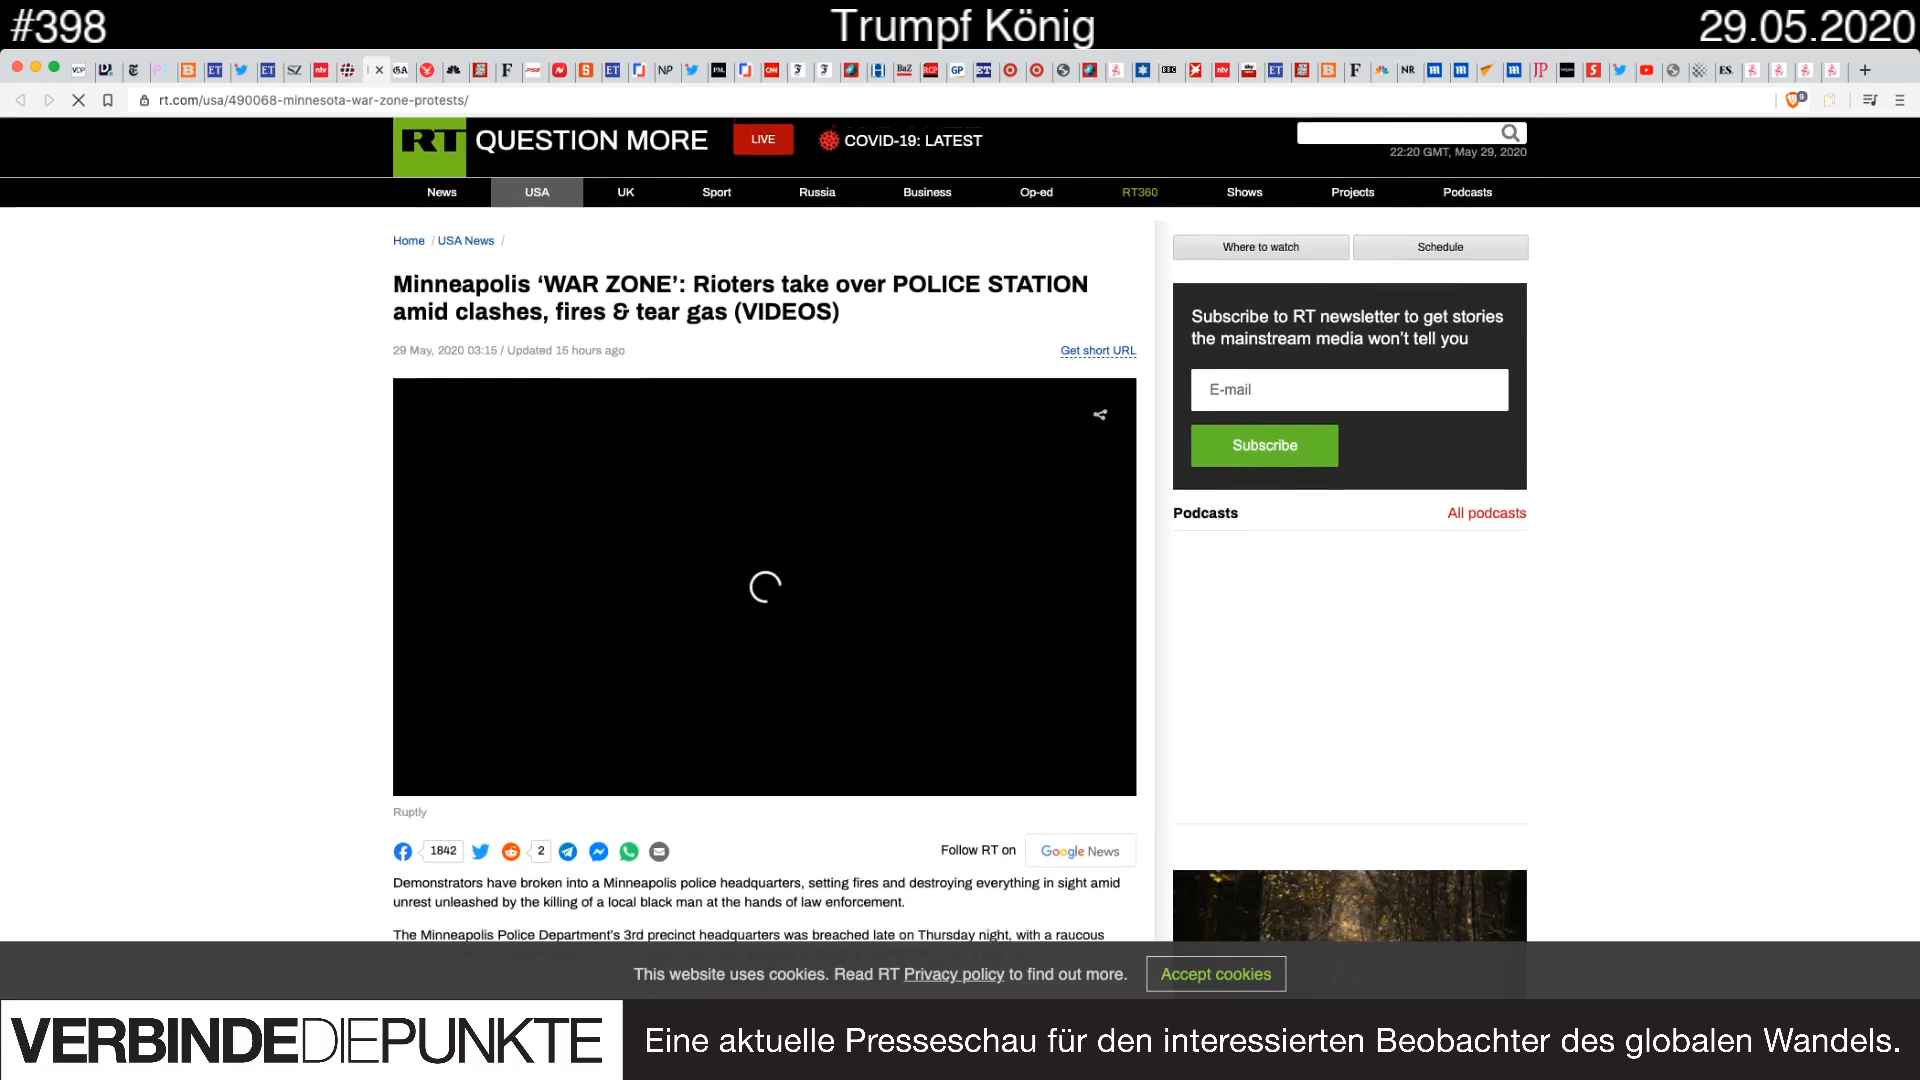 #398
Trumpf König
29.05.2020
rt.com/usa/490068-minnesota-war-zone-protests/
RT QUESTION MORE
LIVE
COVID-19: LATEST
22:20 GMT, May 29, 2020
News USA UK Sport Russia Business Op-ed RT360 Shows Projects Podcasts
Home / USA News /
Where to watch
Schedule
Minneapolis ‘WAR ZONE’: Rioters take over POLICE STATION
amid clashes, fires & tear gas (VIDEOS)
29 May, 2020 03:15 / Updated 15 hours ago
Get short URL
Subscribe to RT newsletter to get stories
the mainstream media won’t tell you
E-mail
Subscribe
Podcasts
All podcasts
Ruptly
1842
2
Follow RT on
Google News
Demonstrators have broken into a Minneapolis police headquarters, setting fires and destroying everything in sight amid
unrest unleashed by the killing of a local black man at the hands of law enforcement.
The Minneapolis Police Department’s 3rd precinct headquarters was breached late on Thursday night, with a raucous
This website uses cookies. Read RT Privacy policy to find out more.
Accept cookies
VERBINDEDIEPUNKTE
Eine aktuelle Presseschau für den interessierten Beobachter des globalen Wandels.